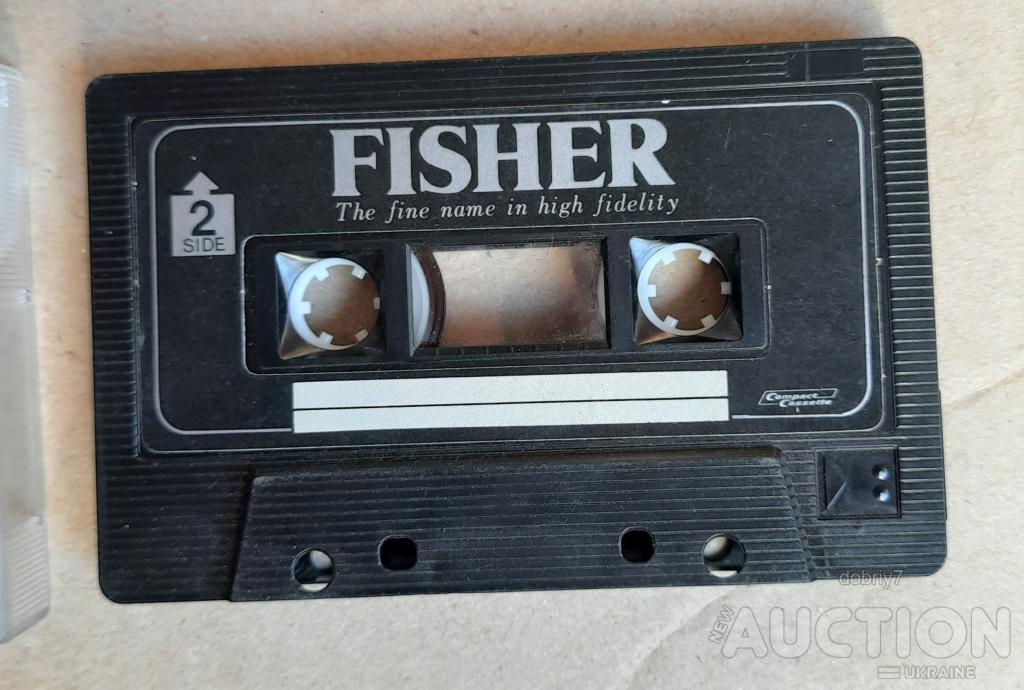 FISHER
The fine name in high fidelity
2
SIDE
Compact
Cassette
dobriy7
NEW
AUCTION
UKRAINE